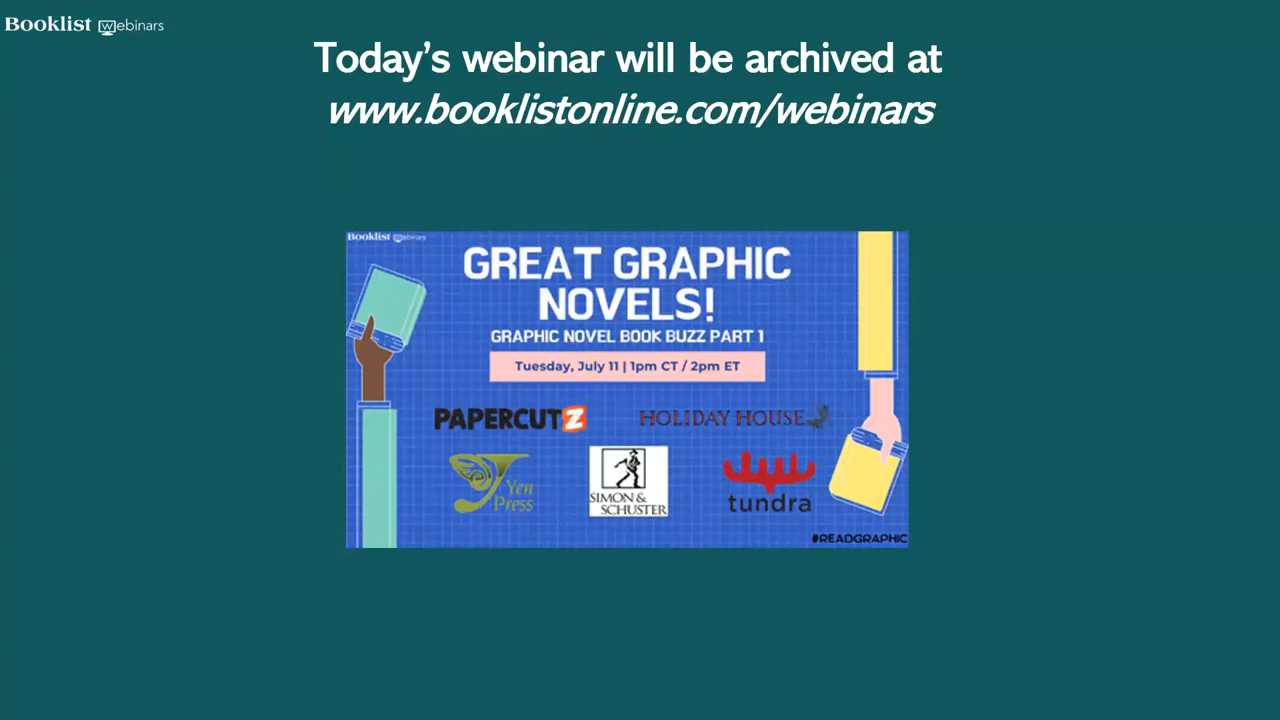 Booklist Webinars
Today's webinar will be archived at
www.booklistonline.com/webinars
Booklist Webinars
GREAT GRAPHIC
NOVELS!
GRAPHIC NOVEL BOOK BUZZ PART 1
Tuesday, July 11 | 1pm CT / 2pm ET
PAPERCUTZ
HOLIDAY HOUSE
Yen
Press
SIMON &
SCHUSTER
tundra
#READGRAPHIC